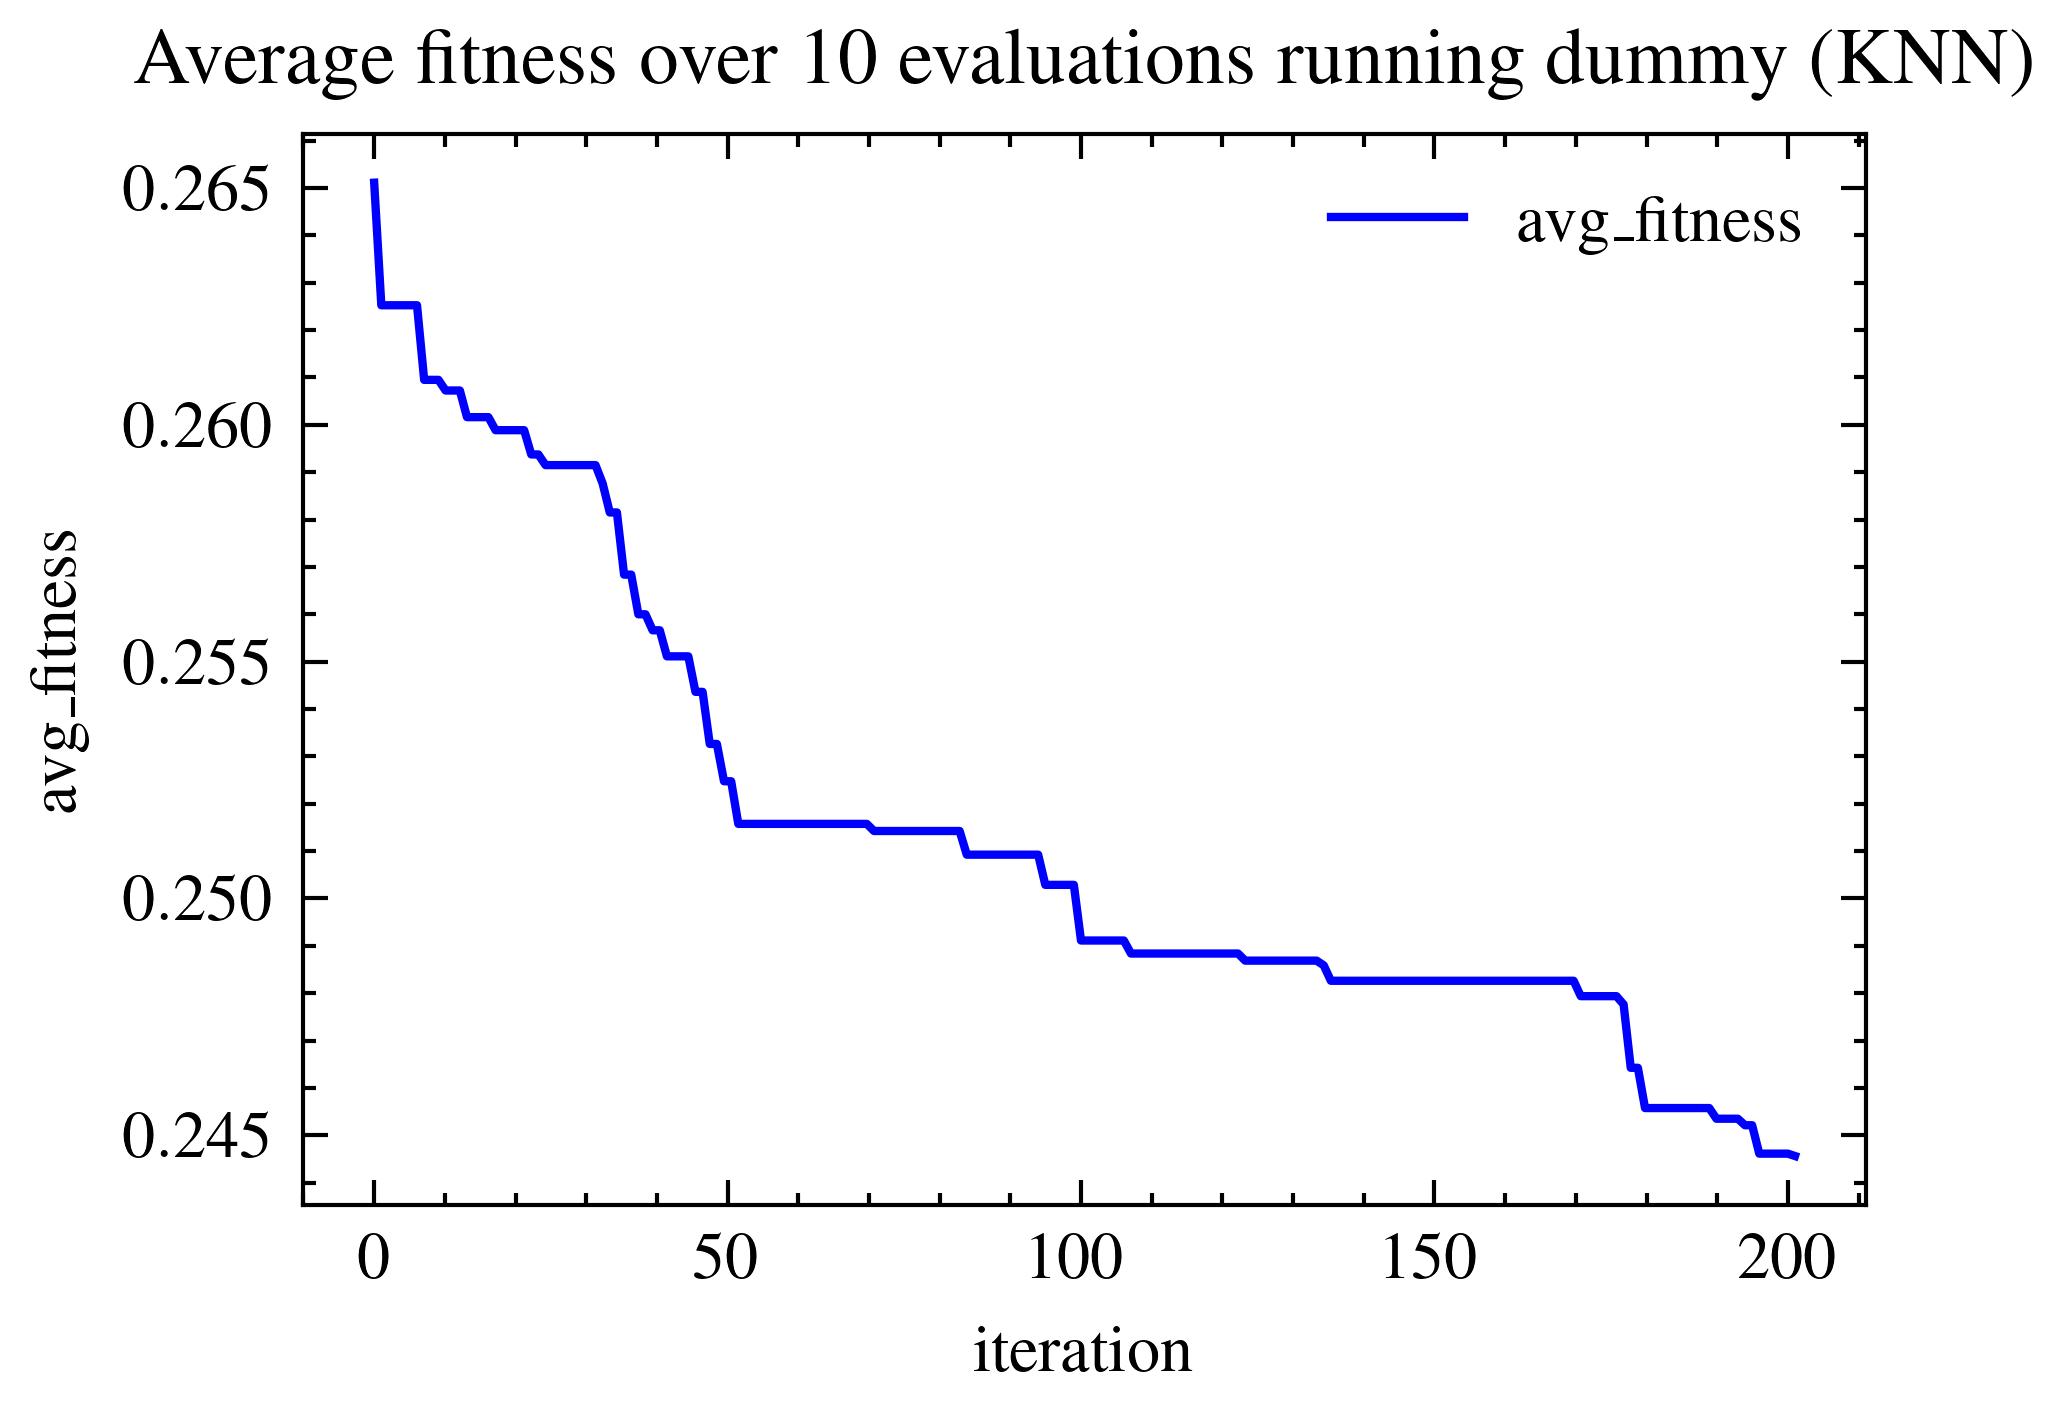 Average fitness over 10 evaluations running dummy (KNN)
avg_fitness
0.265
0.260
0.255
0.250
0.245
avg_fitness
0 50 100 150 200
iteration